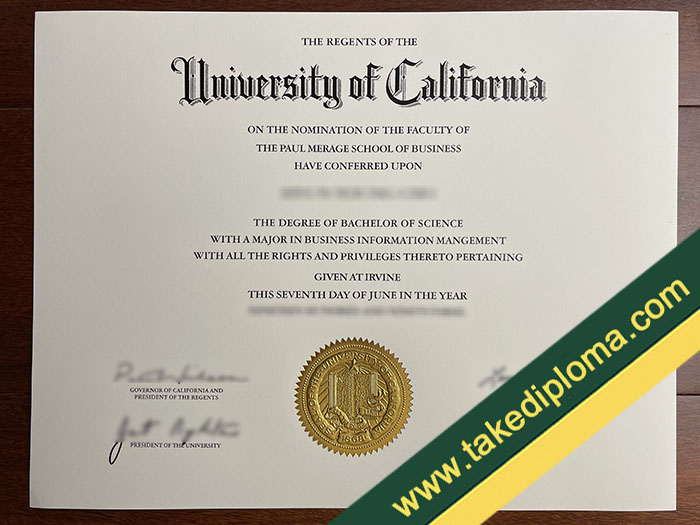 THE REGENTS OF THE
University of California
ON THE NOMINATION OF THE FACULTY OF
THE PAUL MERAGE SCHOOL OF BUSINESS
HAVE CONFERRED UPON
THE DEGREE OF BACHELOR OF SCIENCE
WITH A MAJOR IN BUSINESS INFORMATION MANGEMENT
WITH ALL THE RIGHTS AND PRIVILEGES THERETO PERTAINING
GIVEN AT IRVINE
THIS SEVENTH DAY OF JUNE IN THE YEAR
GOVERNOR OF CALIFORNIA AND
PRESIDENT OF THE REGENTS
PRESIDENT OF THE UNIVERSITY
www.takediploma.com